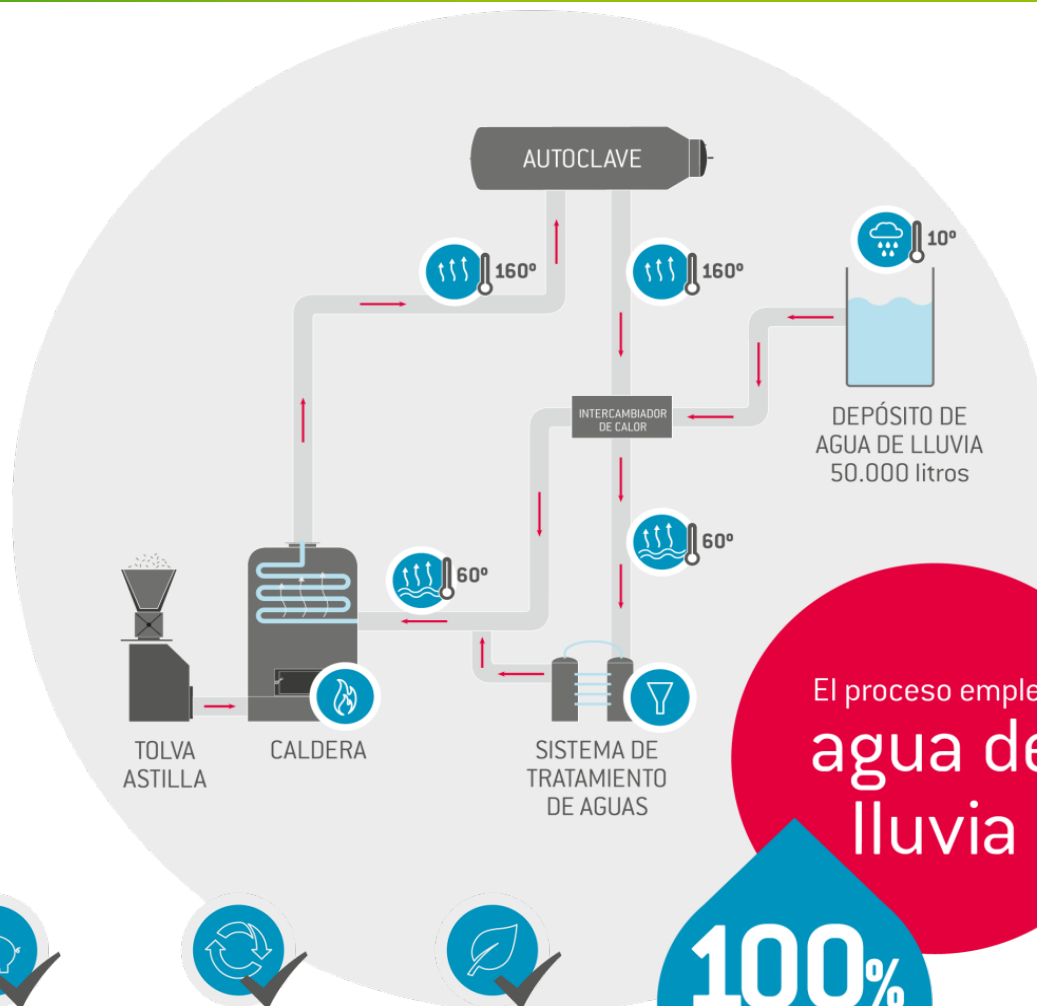 AUTOCLAVE
160º
160º
10º
INTERCAMBIADOR
DE CALOR
DEPÓSITO DE
AGUA DE LLUVIA
50.000 litros
60º
60º
TOLVA
ASTILLA
CALDERA
SISTEMA DE
TRATAMIENTO
DE AGUAS
El proceso emple
agua de
lluvia
100%